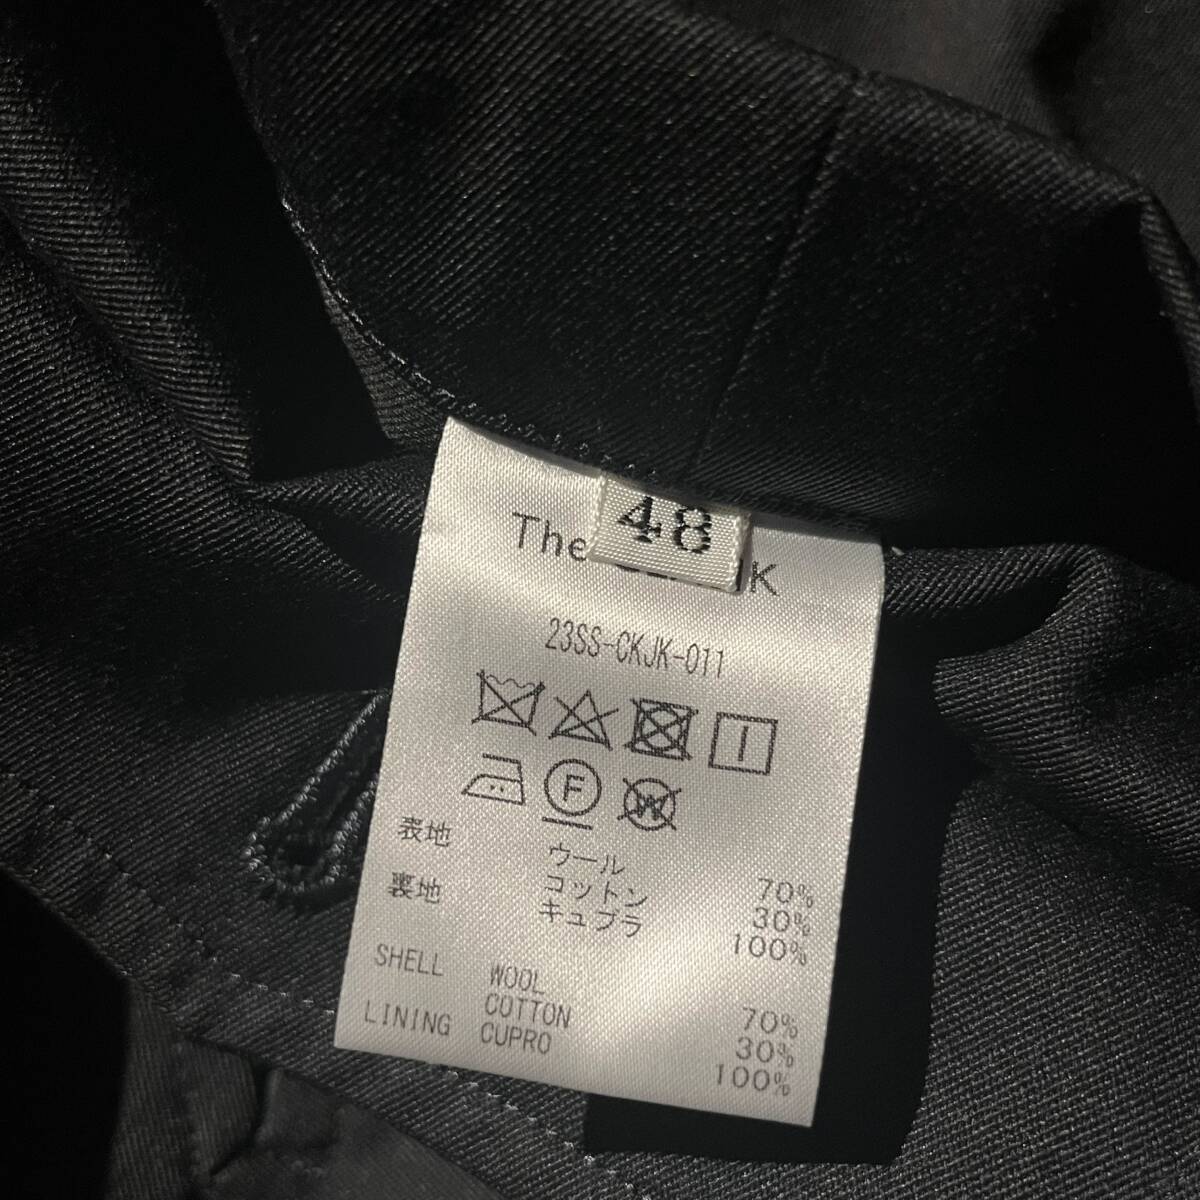 48
The
23SS-CKJK-011
F
W
表地 ウール 70%
コットン 30%
裏地 キュプラ 100%
SHELL WOOL 70%
COTTON 30%
LINING CUPRO 100%